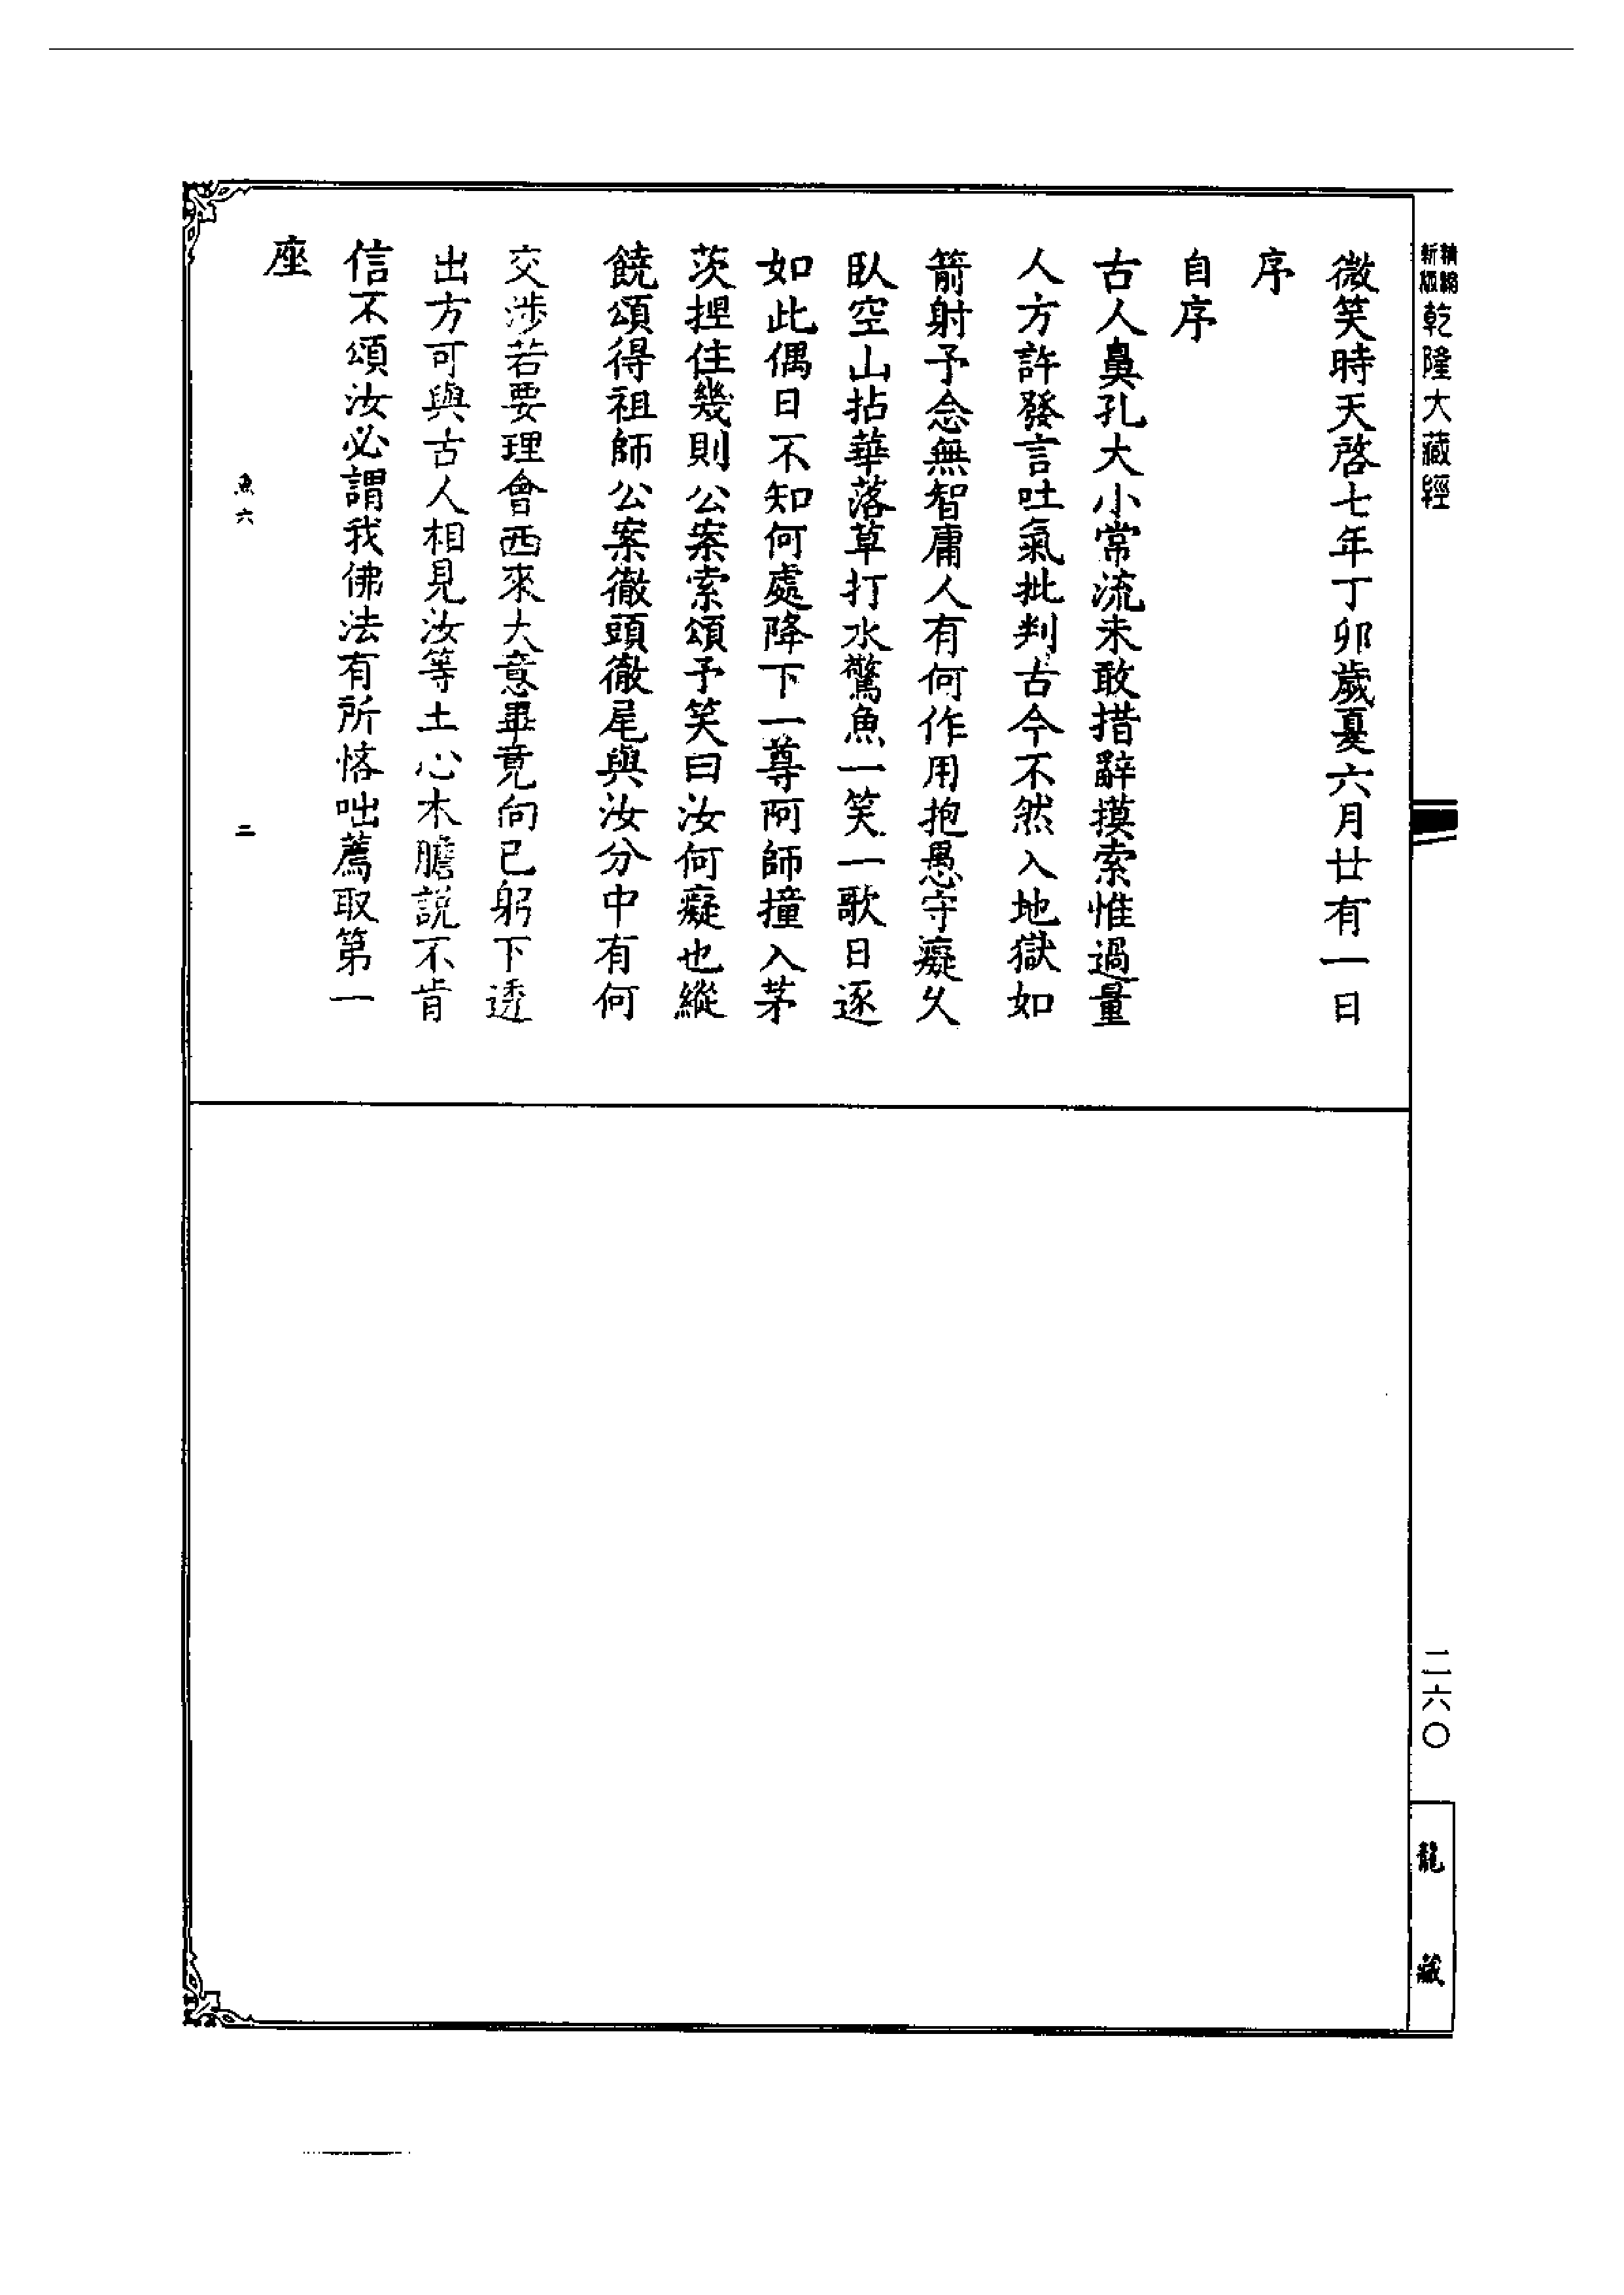 新版精縮乾隆大藏經
微笑時天啓七年丁卯歲夏六月廿有一日
序
自序
古人鼻孔大小常流未敢措辭摸索惟過量
人方許發言吐氣批判古今不然入地獄如
箭射予念無智庸人有何作用抱愚守癡久
臥空山拈華落草打水驚魚一笑一歌日逐
如此偶日不知何處降下一尊阿師撞入茅
茨捏住幾則公案索頌予笑曰汝何癡也縱
饒頌得祖師公案徹頭徹尾與汝分中有何
交涉若要理會西來大意畢竟向已躬下透
出方可與古人相見汝等土心木膽説不肯
信不頌汝必謂我佛法有所悋咄薦取第一
座
魚六
二
二六〇
龍藏